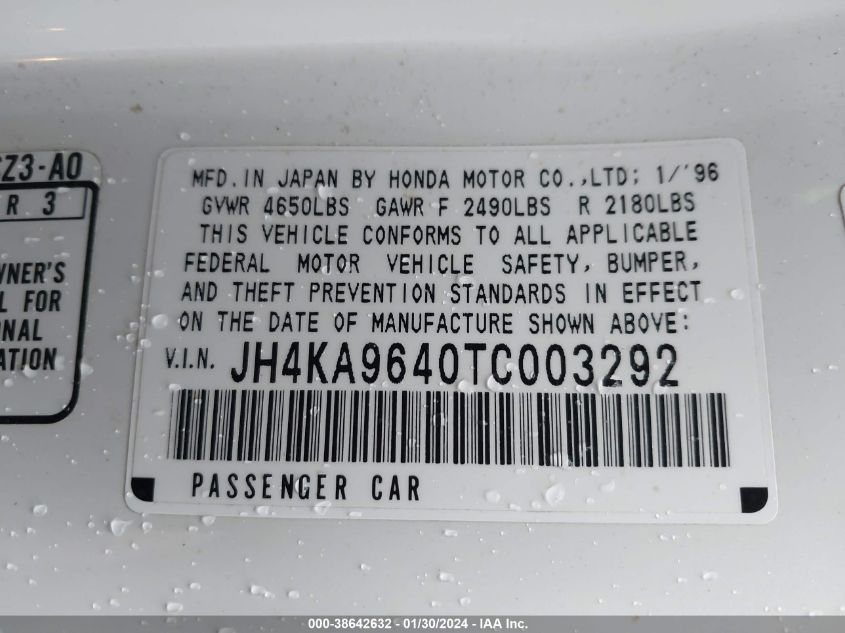 SZ3-A0
R 3
WNER'S
L FOR
ONAL
ATION
MFD. IN JAPAN BY HONDA MOTOR CO.,LTD; 1/'96
GVWR 4650LBS GAWR F 2490LBS R 2180LBS
THIS VEHICLE CONFORMS TO ALL APPLICABLE
FEDERAL MOTOR VEHICLE SAFETY, BUMPER,
AND THEFT PREVENTION STANDARDS IN EFFECT
ON THE DATE OF MANUFACTURE SHOWN ABOVE:
V.I.N. JH4KA9640TC003292
PASSENGER CAR
000-38642632 - 01/30/2024 - IAA Inc.